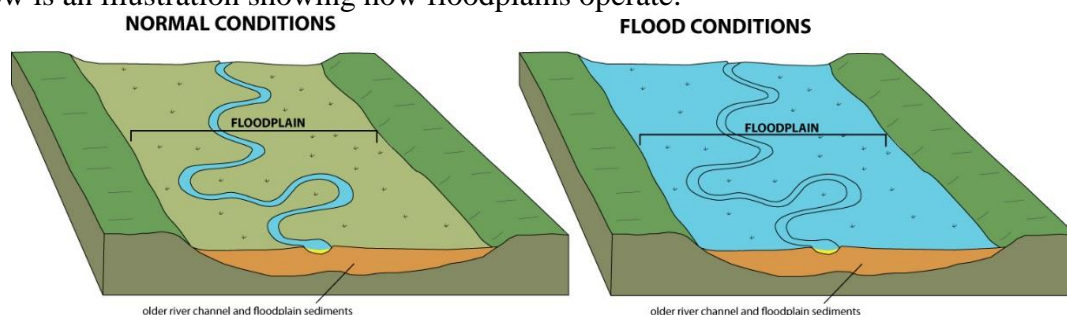 is an illustration showing how floodplains operate.
NORMAL CONDITIONS
FLOOD CONDITIONS
FLOODPLAIN
FLOODPLAIN
older river channel and floodplain sediments
older river channel and floodplain sediments